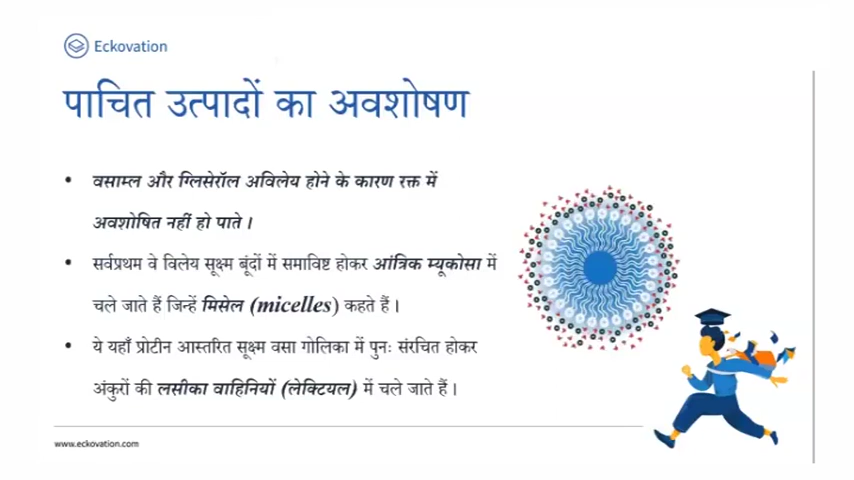 Eckovation
पाचित उत्पादों का अवशोषण
• वसाम्ल और ग्लिसेरॉल अविलेय होने के कारण रक्त में
अवशोषित नहीं हो पाते ।
• सर्वप्रथम वे विलेय सूक्ष्म बूंदों में समाविष्ट होकर आंत्रिक म्यूकोसा में
चले जाते हैं जिन्हें मिसेल (micelles) कहते हैं ।
• ये यहाँ प्रोटीन आस्तरित सूक्ष्म वसा गोलिका में पुनः संरचित होकर
अंकुरों की लसीका वाहिनियों (लेक्टियल) में चले जाते हैं ।
www.eckovation.com